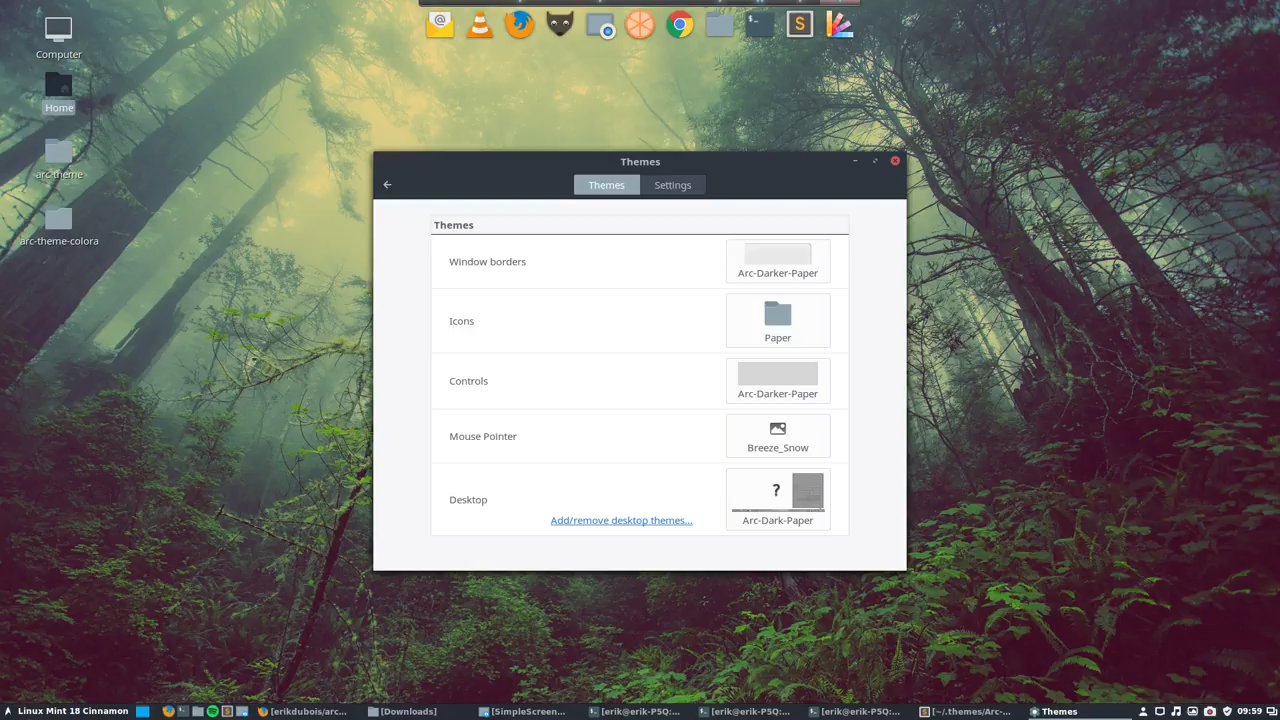 Computer
Home
arc-theme
arc-theme-colora
Themes
Themes
Settings
Themes
Window borders
Arc-Darker-Paper
Icons
Paper
Controls
Arc-Darker-Paper
Mouse Pointer
Breeze_Snow
Desktop
?
Add/remove desktop themes...
Arc-Dark-Paper
Linux Mint 18 Cinnamon
[erikdubois/arc...
[Downloads]
[SimpleScreen...
[erik@erik-P5Q:...
[erik@erik-P5Q:...
[erik@erik-P5Q:...
[~/.themes/Arc-...
Themes
09:59